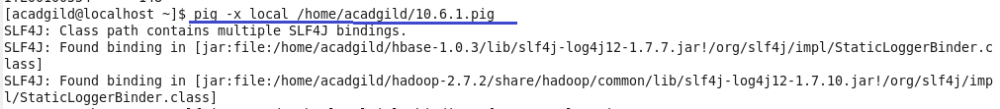 [acadgild@localhost ~]$ pig -x local /home/acadgild/10.6.1.pig
SLF4J: Class path contains multiple SLF4J bindings.
SLF4J: Found binding in [jar:file:/home/acadgild/hbase-1.0.3/lib/slf4j-log4j12-1.7.7.jar!/org/slf4j/impl/StaticLoggerBinder.c
lass]
SLF4J: Found binding in [jar:file:/home/acadgild/hadoop-2.7.2/share/hadoop/common/lib/slf4j-log4j12-1.7.10.jar!/org/slf4j/imp
l/StaticLoggerBinder.class]